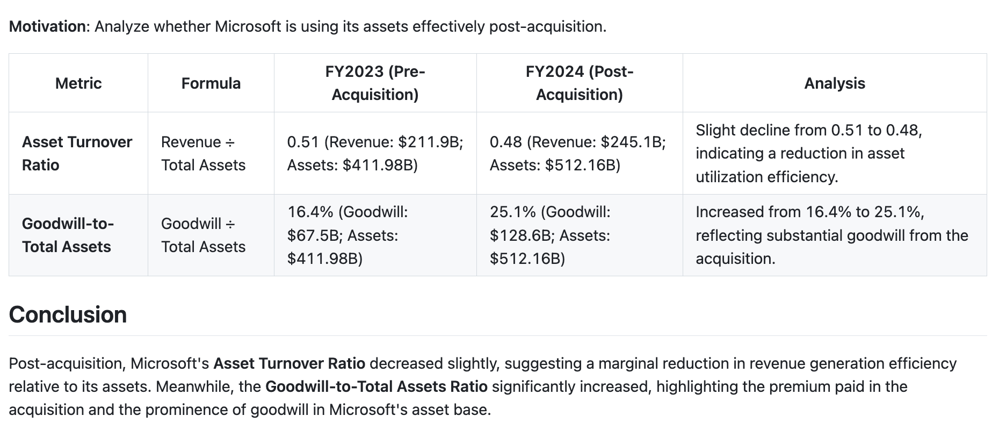 Motivation: Analyze whether Microsoft is using its assets effectively post-acquisition.
Metric
Formula
FY2023 (Pre-
Acquisition)
FY2024 (Post-
Acquisition)
Analysis
Asset Turnover
Ratio
Revenue ÷
Total Assets
0.51 (Revenue: $211.9B;
Assets: $411.98B)
0.48 (Revenue: $245.1B;
Assets: $512.16B)
Slight decline from 0.51 to 0.48,
indicating a reduction in asset
utilization efficiency.
Goodwill-to-
Total Assets
Goodwill ÷
Total Assets
16.4% (Goodwill:
$67.5B; Assets:
$411.98B)
25.1% (Goodwill:
$128.6B; Assets:
$512.16B)
Increased from 16.4% to 25.1%,
reflecting substantial goodwill from the
acquisition.
Conclusion
Post-acquisition, Microsoft's Asset Turnover Ratio decreased slightly, suggesting a marginal reduction in revenue generation efficiency
relative to its assets. Meanwhile, the Goodwill-to-Total Assets Ratio significantly increased, highlighting the premium paid in the
acquisition and the prominence of goodwill in Microsoft's asset base.